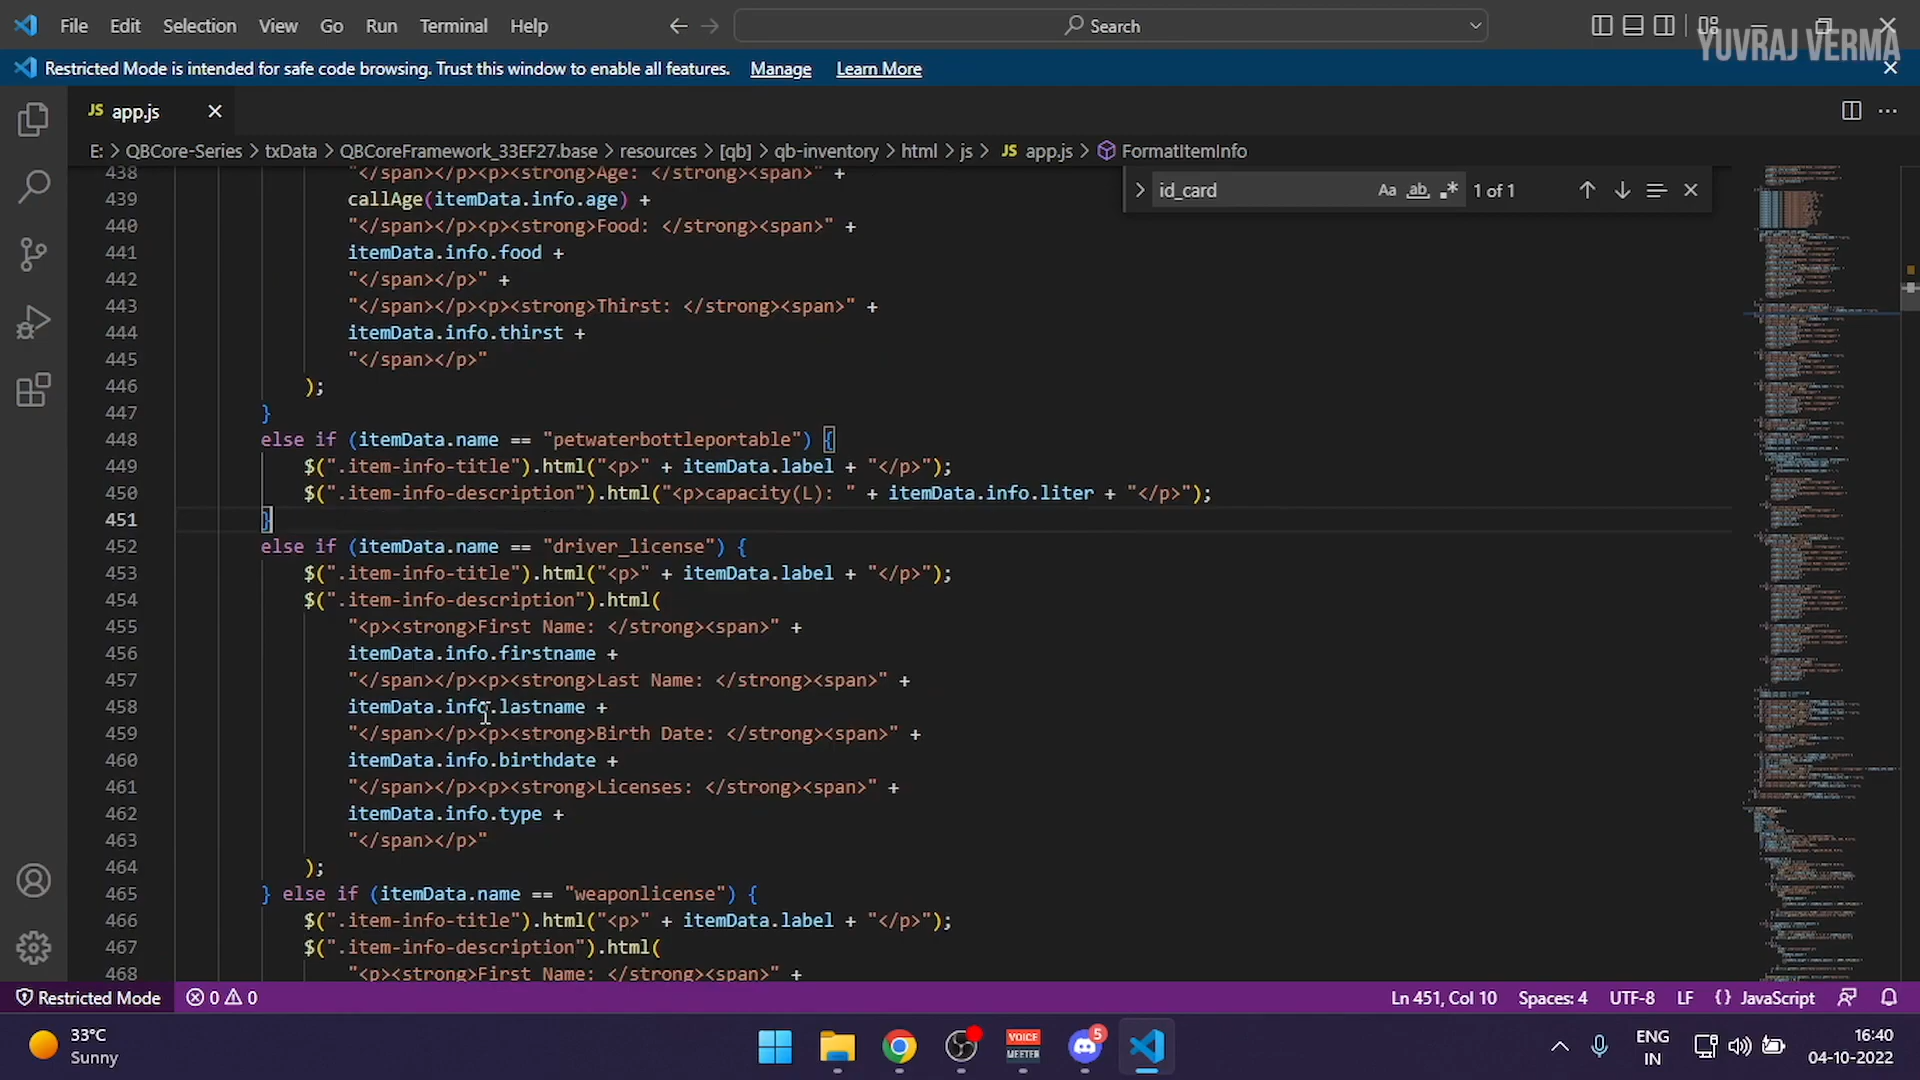 File Edit Selection View Go Run Terminal Help
Search
YUVRAJ VERMA
Restricted Mode is intended for safe code browsing. Trust this window to enable all features. Manage Learn More
JS app.js
E: > QBCore-Series > txData > QBCoreFramework_33EF27.base > resources > [qb] > qb-inventory > html > js > JS app.js > FormatItemInfo
id_card Aa ab .* 1 of 1
438 "</span></p><p><strong>Age: </strong><span>" +
439 callAge(itemData.info.age) +
440 "</span></p><p><strong>Food: </strong><span>" +
441 itemData.info.food +
442 "</span></p>" +
443 "</span></p><p><strong>Thirst: </strong><span>" +
444 itemData.info.thirst +
445 "</span></p>"
446 );
447 }
448 else if (itemData.name == "petwaterbottleportable") {
449 $(".item-info-title").html("<p>" + itemData.label + "</p>");
450 $(".item-info-description").html("<p>capacity(L): " + itemData.info.liter + "</p>");
451 }
452 else if (itemData.name == "driver_license") {
453 $(".item-info-title").html("<p>" + itemData.label + "</p>");
454 $(".item-info-description").html(
455 "<p><strong>First Name: </strong><span>" +
456 itemData.info.firstname +
457 "</span></p><p><strong>Last Name: </strong><span>" +
458 itemData.info.lastname +
459 "</span></p><p><strong>Birth Date: </strong><span>" +
460 itemData.info.birthdate +
461 "</span></p><p><strong>Licenses: </strong><span>" +
462 itemData.info.type +
463 "</span></p>"
464 );
465 } else if (itemData.name == "weaponlicense") {
466 $(".item-info-title").html("<p>" + itemData.label + "</p>");
467 $(".item-info-description").html(
468 "<p><strong>First Name: </strong><span>" +
Restricted Mode 0 0 Ln 451, Col 10 Spaces: 4 UTF-8 LF {} JavaScript
33°C
Sunny
VOICE
MEETER
5
ENG
IN
16:40
04-10-2022